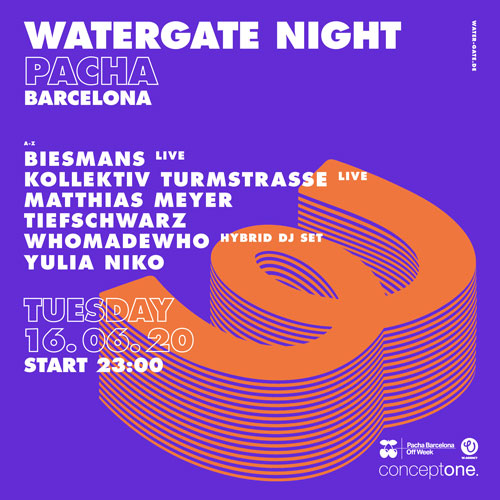 WATERGATE NIGHT
PACHA
BARCELONA
WATER-GATE.DE
A-Z
BIESMANS LIVE
KOLLEKTIV TURMSTRASSE LIVE
MATTHIAS MEYER
TIEFSCHWARZ
WHOMADEWHO HYBRID DJ SET
YULIA NIKO
TUESDAY
16.06.20
START 23:00
Pacha Barcelona
Off Week
conceptone.